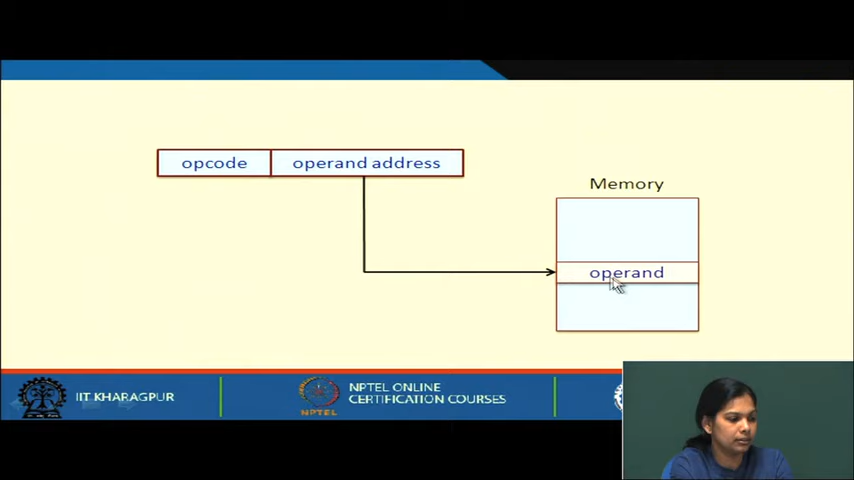 opcode
operand address
Memory
operand
IIT KHARAGPUR
NPTEL
NPTEL ONLINE
CERTIFICATION COURSES